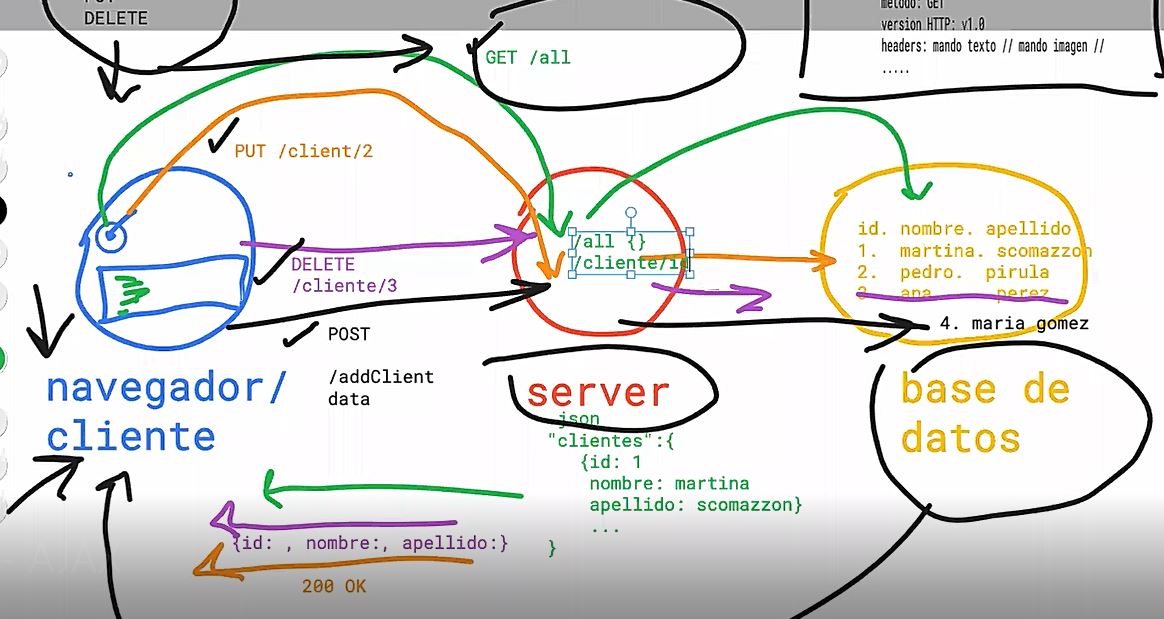 DELETE
metodo: GET
version HTTP: v1.0
headers: mando texto // mando imagen //
.....
GET /all
PUT /client/2
DELETE
/cliente/3
POST
/addClient
data
/all {}
/cliente/id
id. nombre. apellido
1. martina. scomazzon
2. pedro. pirula
3 ana perez
4. maria gomez
navegador/
cliente
server
base de
datos
json
"clientes":{
{id: 1
nombre: martina
apellido: scomazzon}
...
}
{id: , nombre:, apellido:}
200 OK